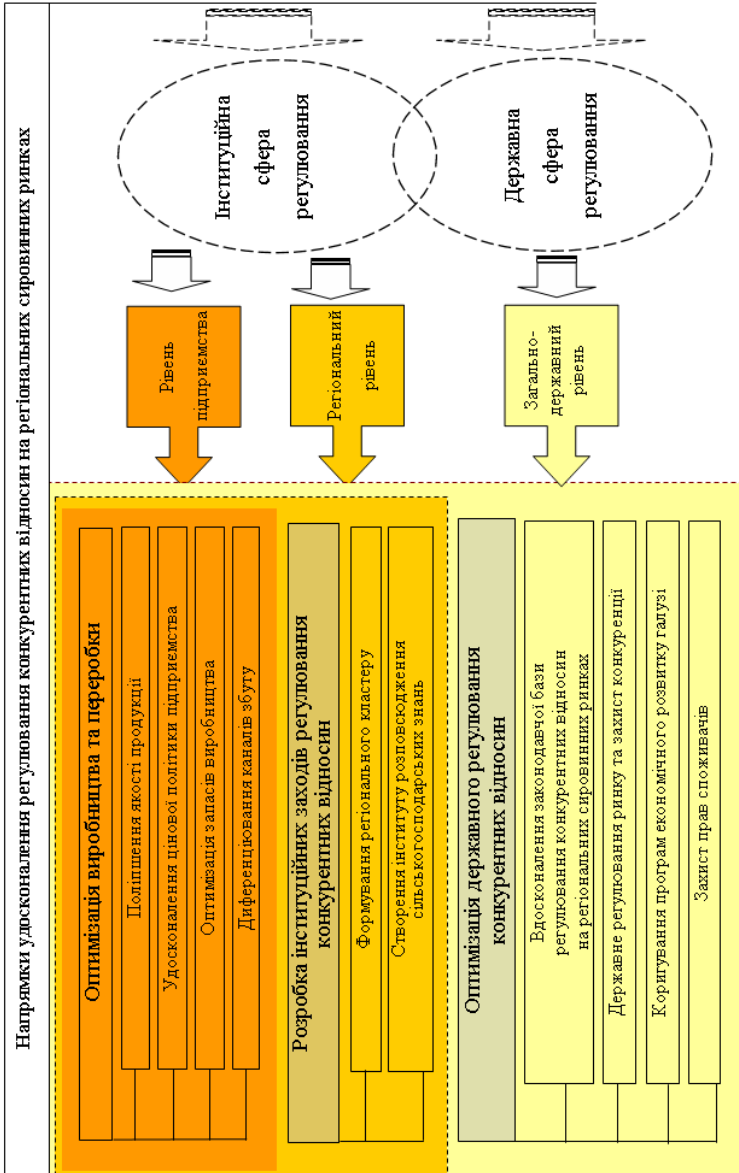 Напрямки удосконалення регулювання конкурентних відносин на регіональних сировинних ринках
Інституційна
сфера
регулювання
Державна
сфера
регулювання
Рівень
підприємства
Регіональний
рівень
Загально-
державний
рівень
Оптимізація виробництва та переробки
Поліпшення якості продукції
Удосконалення цінової політики підприємства
Оптимізація запасів виробництва
Диференціювання каналів збуту
Розробка інституційних заходів регулювання
конкурентних відносин
Формування регіонального кластеру
Створення інституту розповсюдження
сільськогосподарських знань
Оптимізація державного регулювання
конкурентних відносин
Вдосконалення законодавчої бази
регулювання конкурентних відносин
на регіональних сировинних ринках
Державне регулювання ринку та захист конкуренції
Коригування програм економічного розвитку галузі
Захист прав споживачів